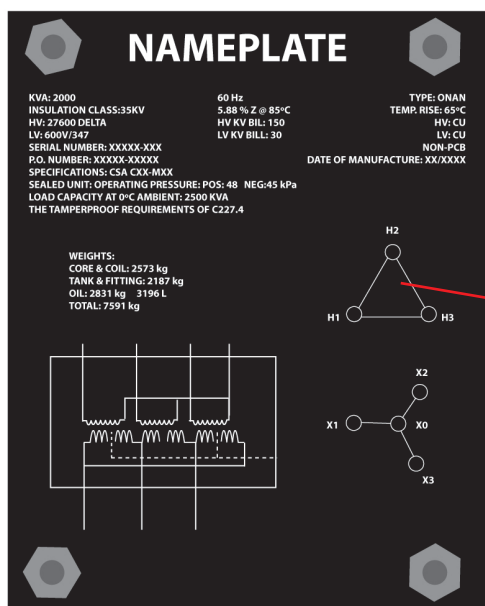 NAMEPLATE
KVA: 2000 60 Hz TYPE: ONAN
INSULATION CLASS:35KV 5.88 % Z @ 85ºC TEMP. RISE: 65ºC
HV: 27600 DELTA HV KV BIL: 150 HV: CU
LV: 600V/347 LV KV BILL: 30 LV: CU
SERIAL NUMBER: XXXXX-XXX NON-PCB
P.O. NUMBER: XXXXX-XXXXX DATE OF MANUFACTURE: XX/XXXX
SPECIFICATIONS: CSA CXX-MXX
SEALED UNIT: OPERATING PRESSURE: POS: 48 NEG:45 kPa
LOAD CAPACITY AT 0ºC AMBIENT: 2500 KVA
THE TAMPERPROOF REQUIREMENTS OF C227.4
WEIGHTS:
CORE & COIL: 2573 kg
TANK & FITTING: 2187 kg
OIL: 2831 kg 3196 L
TOTAL: 7591 kg
H2
H1 H3
X2
X1 X0
X3